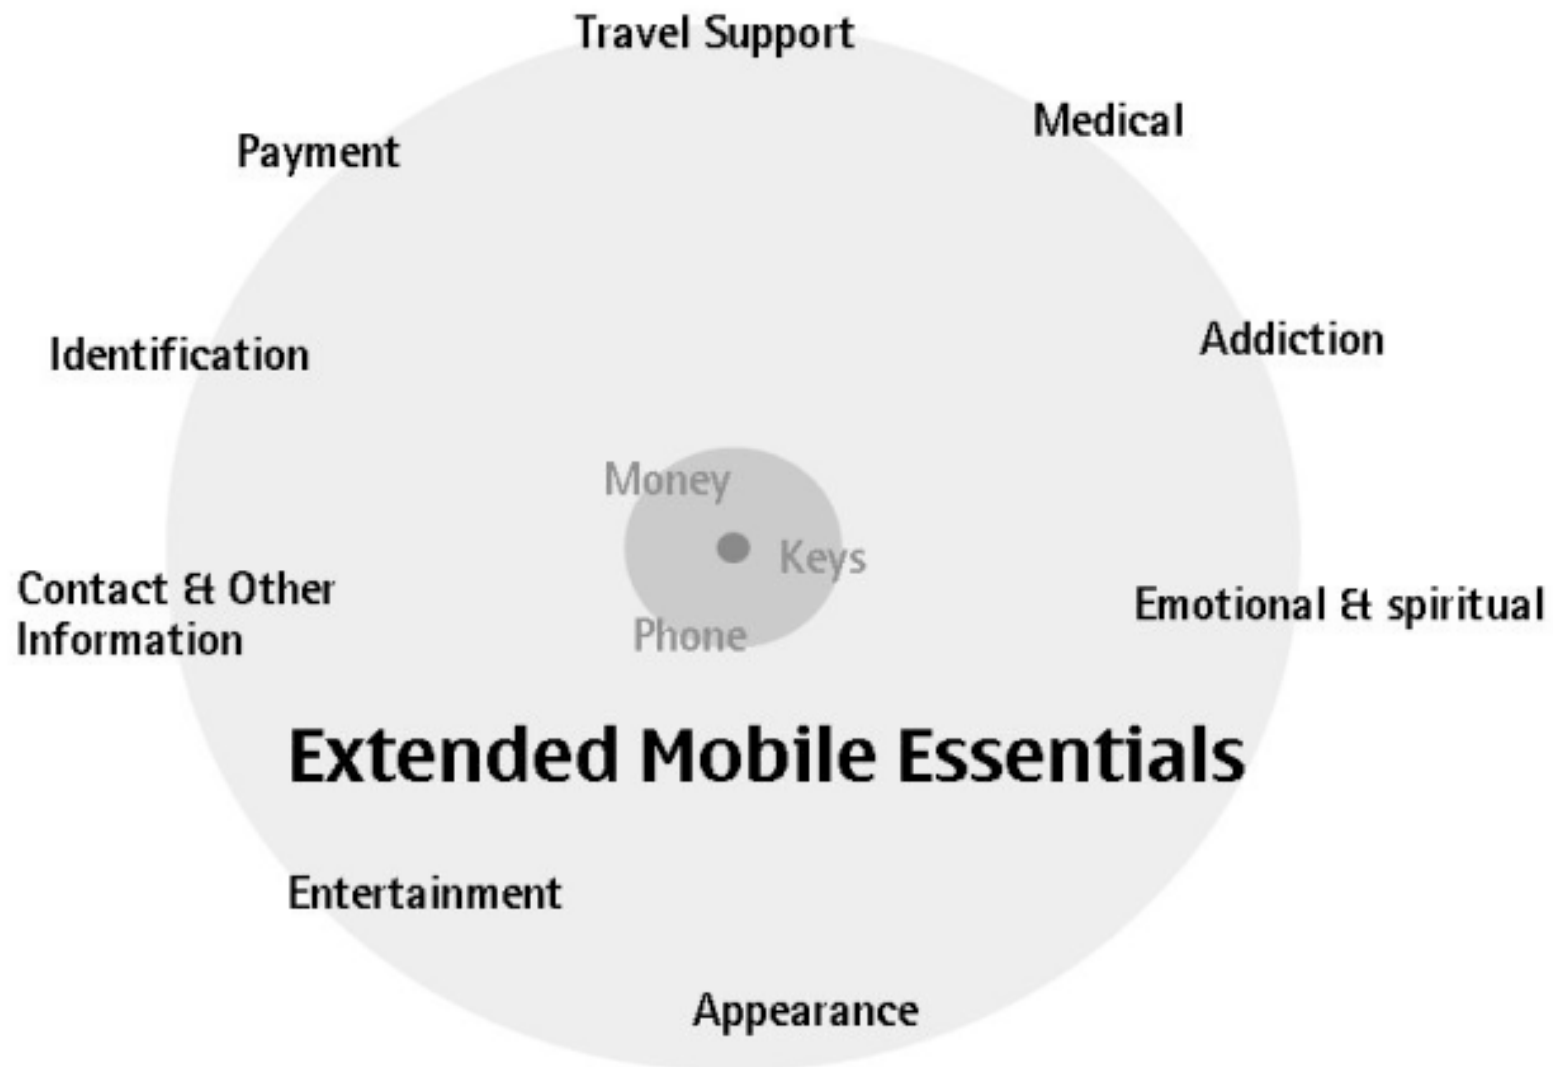 Travel Support
Medical
Payment
Addiction
Identification
Money
Keys
Contact & Other
Information
Emotional & spiritual
Phone
Extended Mobile Essentials
Entertainment
Appearance